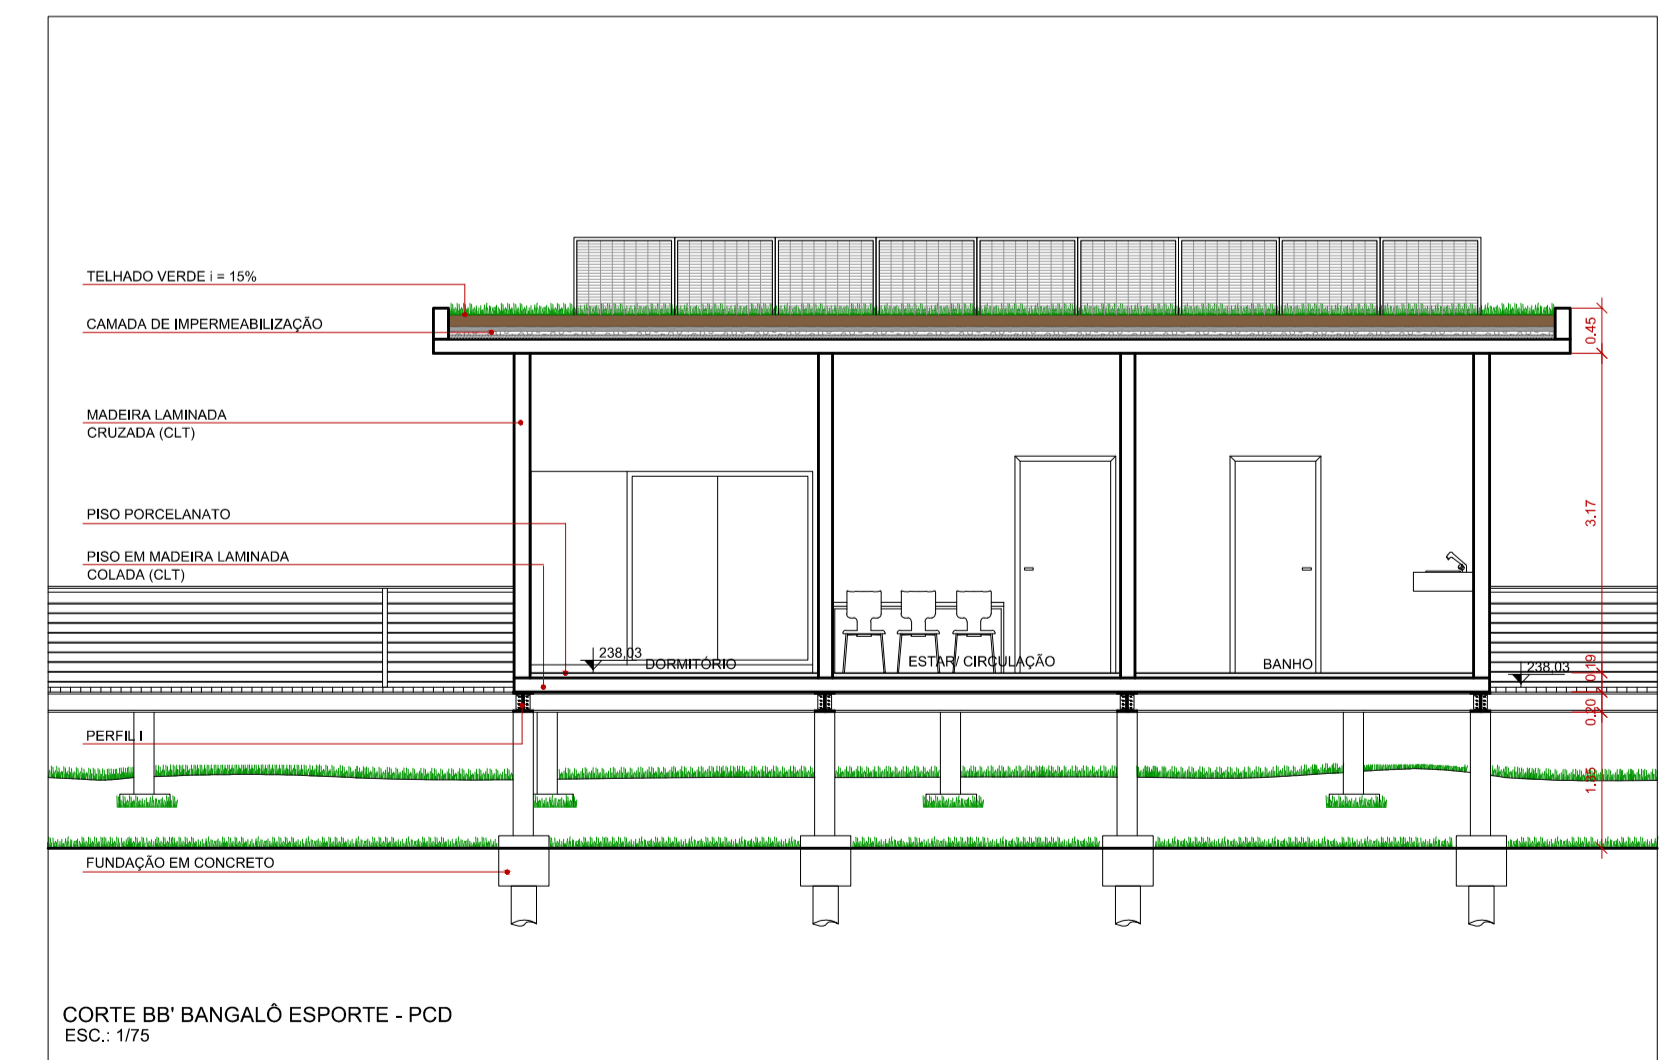 TELHADO VERDE i = 15%
CAMADA DE IMPERMEABILIZAÇÃO
0.45
MADEIRA LAMINADA
CRUZADA (CLT)
PISO PORCELANATO
3.17
PISO EM MADEIRA LAMINADA
COLADA (CLT)
238,03
DORMITÓRIO
ESTAR/ CIRCULAÇÃO
BANHO
238,03
0.19
0.20
PERFIL I
FUNDAÇÃO EM CONCRETO
CORTE BB' BANGALÔ ESPORTE - PCD
ESC.: 1/75